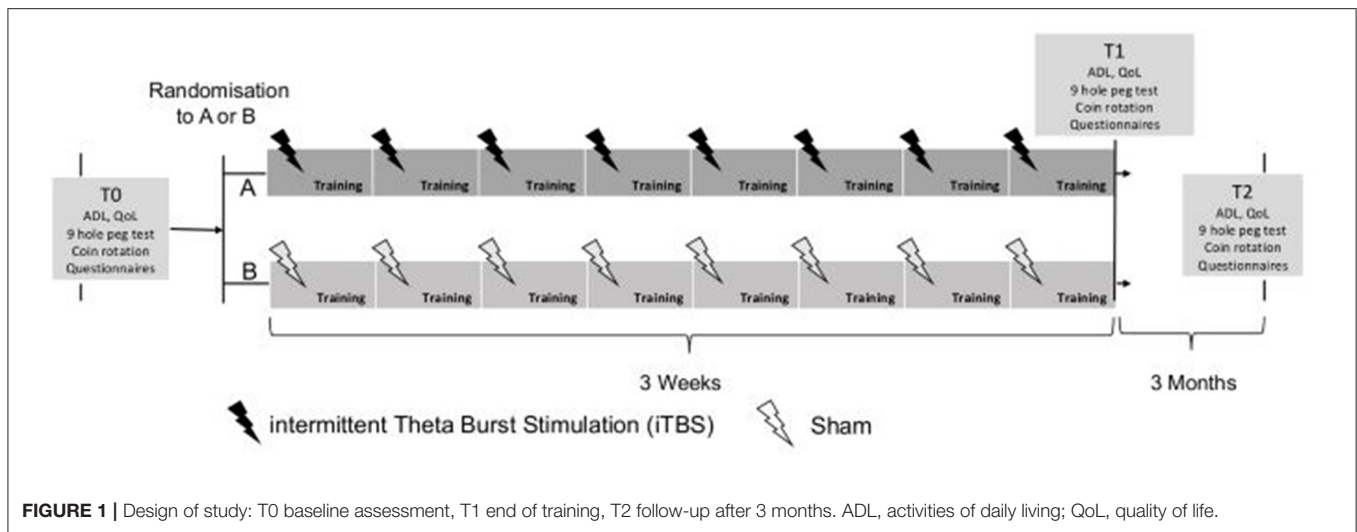 Randomisation
to A or B
T0
ADL, QoL
9 hole peg test
Coin rotation
Questionnaires
A
Training Training Training Training Training Training Training Training
B
Training Training Training Training Training Training Training Training
T1
ADL, QoL
9 hole peg test
Coin rotation
Questionnaires
T2
ADL, QoL
9 hole peg test
Coin rotation
Questionnaires
3 Weeks
3 Months
intermittent Theta Burst Stimulation (iTBS)
Sham
FIGURE 1 | Design of study: T0 baseline assessment, T1 end of training, T2 follow-up after 3 months. ADL, activities of daily living; QoL, quality of life.